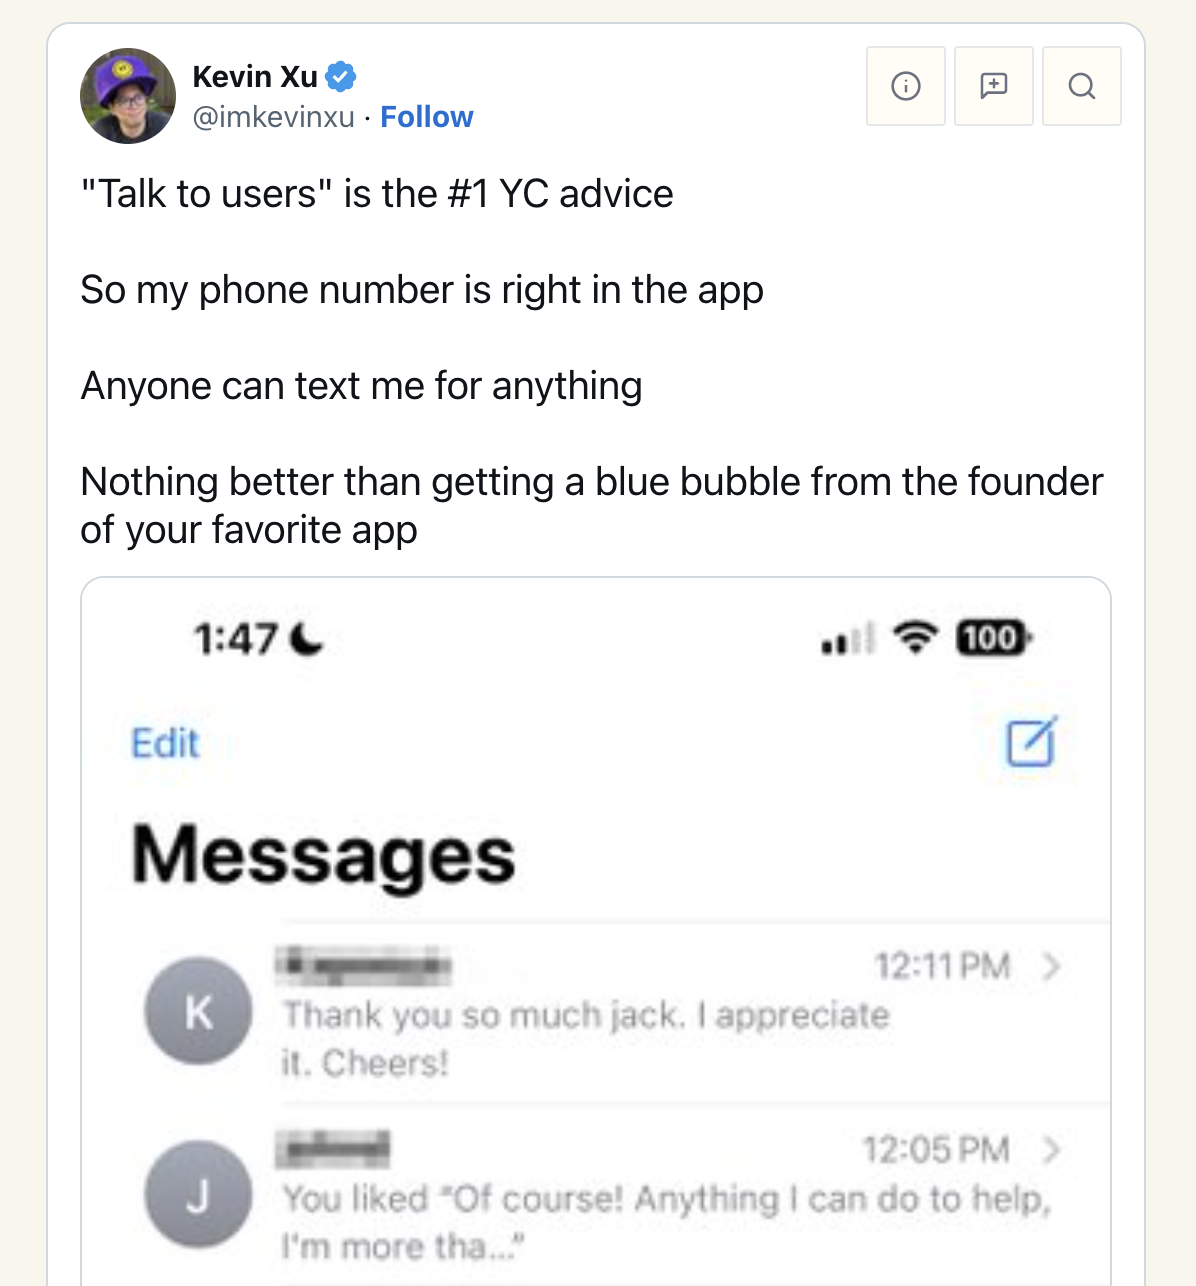 Kevin Xu
@imkevinxu · Follow
"Talk to users" is the #1 YC advice
So my phone number is right in the app
Anyone can text me for anything
Nothing better than getting a blue bubble from the founder
of your favorite app
1:47
100
Edit
Messages
K
12:11 PM
Thank you so much jack. I appreciate
it. Cheers!
J
12:05 PM
You liked “Of course! Anything I can do to help,
I'm more tha...”